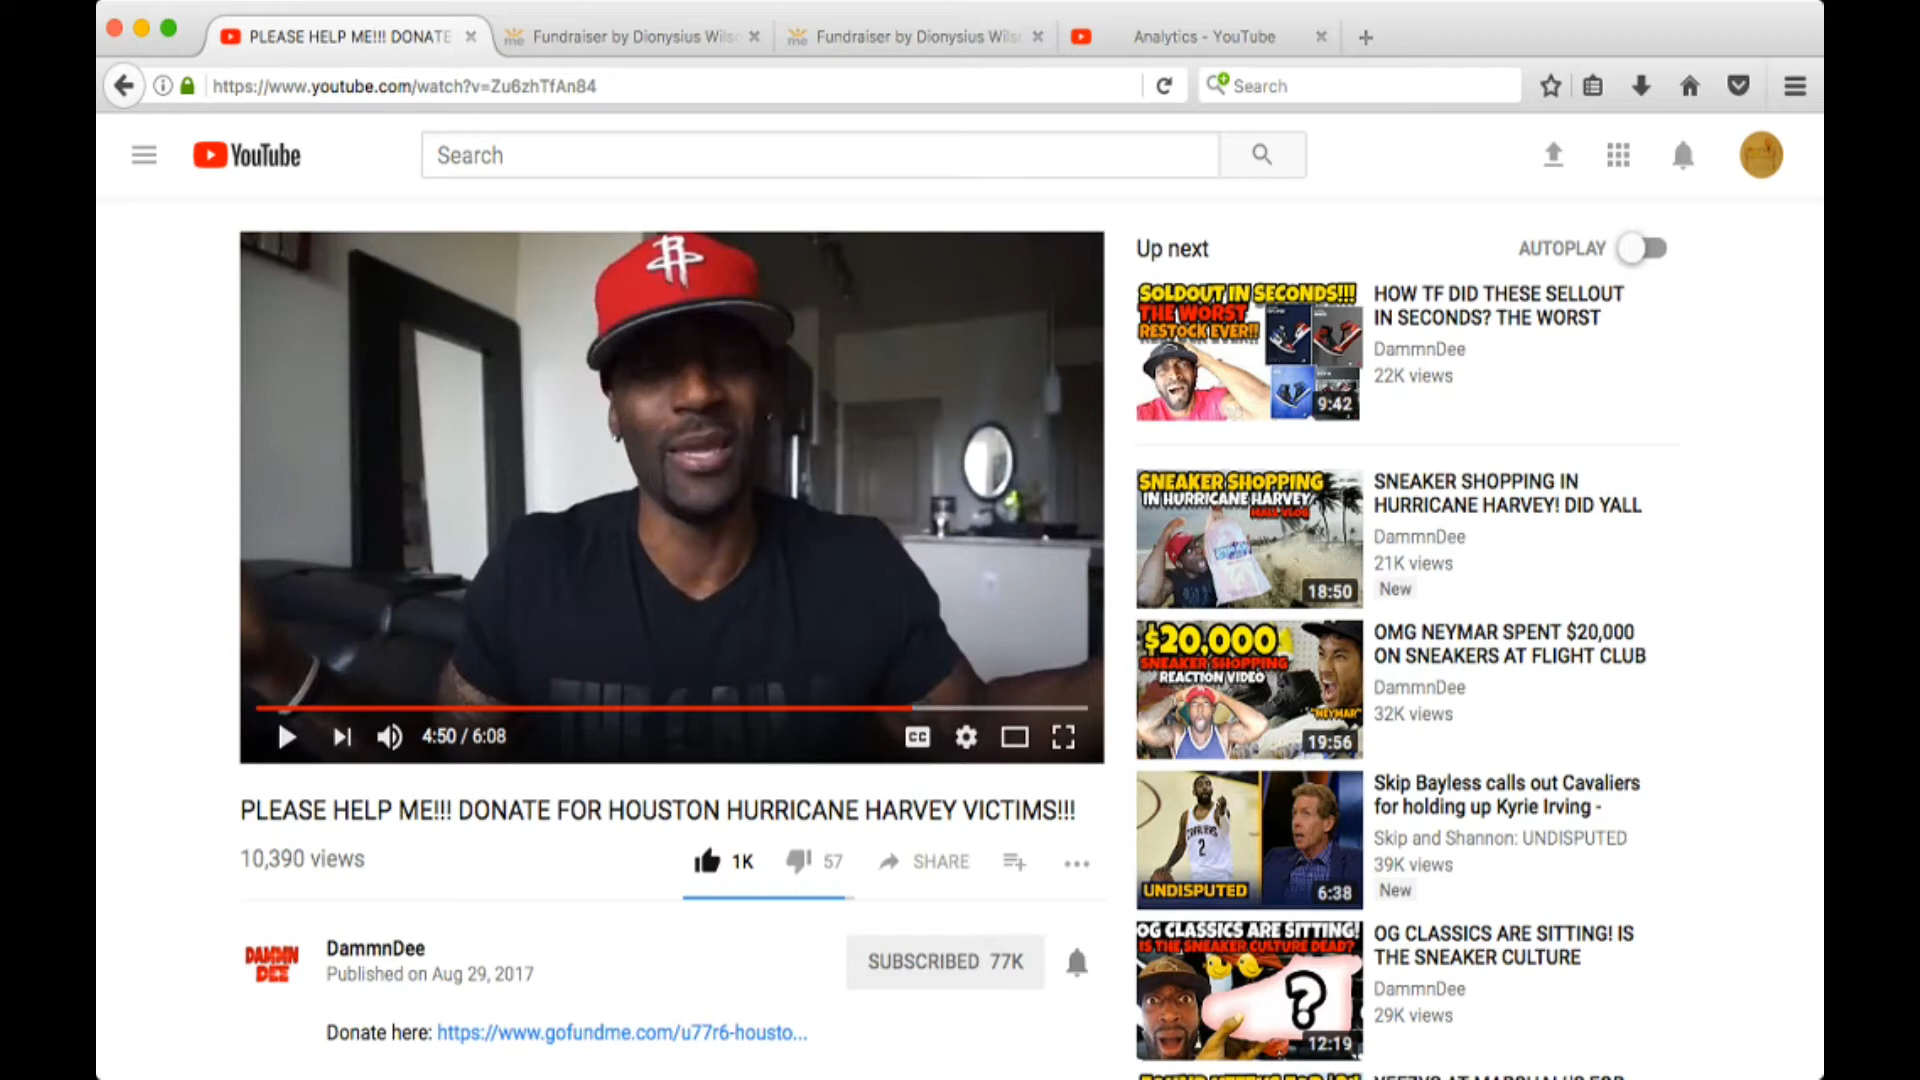 PLEASE HELP ME!!! DONATE
Fundraiser by Dionysius Wils
Fundraiser by Dionysius Wils
Analytics - YouTube
https://www.youtube.com/watch?v=Zu6zhTfAn84
Search
YouTube
Search
Up next
AUTOPLAY
SOLDOUT IN SECONDS!!!
THE WORST
RESTOCK EVER!!
9:42
HOW TF DID THESE SELLOUT
IN SECONDS? THE WORST
DammnDee
22K views
SNEAKER SHOPPING
IN HURRICANE HARVEY
MALL VLOG
18:50
SNEAKER SHOPPING IN
HURRICANE HARVEY! DID YALL
DammnDee
21K views
New
$20,000
SNEAKER SHOPPING
REACTION VIDEO
"NEYMAR"
19:56
OMG NEYMAR SPENT $20,000
ON SNEAKERS AT FLIGHT CLUB
DammnDee
32K views
CAVALIERS
2
UNDISPUTED
6:38
Skip Bayless calls out Cavaliers
for holding up Kyrie Irving -
Skip and Shannon: UNDISPUTED
39K views
New
OG CLASSICS ARE SITTING!
IS THE SNEAKER CULTURE DEAD?
?
12:19
OG CLASSICS ARE SITTING! IS
THE SNEAKER CULTURE
DammnDee
29K views
R
4:50 / 6:08
CC
PLEASE HELP ME!!! DONATE FOR HOUSTON HURRICANE HARVEY VICTIMS!!!
10,390 views
1K
57
SHARE
DAMMN
DEE
DammnDee
Published on Aug 29, 2017
SUBSCRIBED 77K
Donate here: https://www.gofundme.com/u77r6-housto...